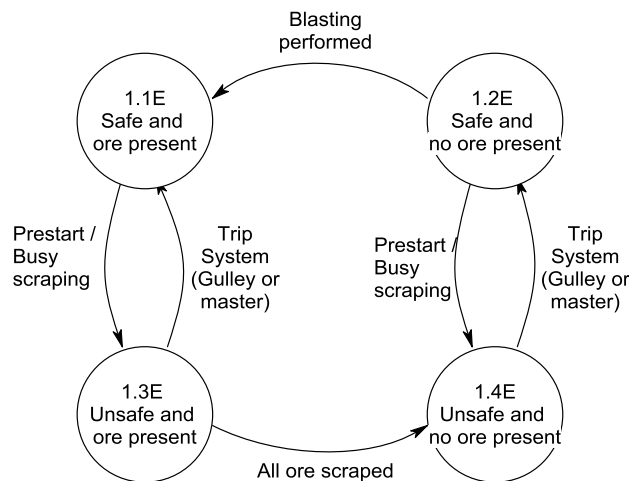 Blasting
performed
1.1E
Safe and
ore present
1.2E
Safe and
no ore present
Prestart /
Busy
scraping
Trip
System
(Gulley or
master)
Prestart /
Busy
scraping
Trip
System
(Gulley or
master)
1.3E
Unsafe and
ore present
1.4E
Unsafe and
no ore present
All ore scraped